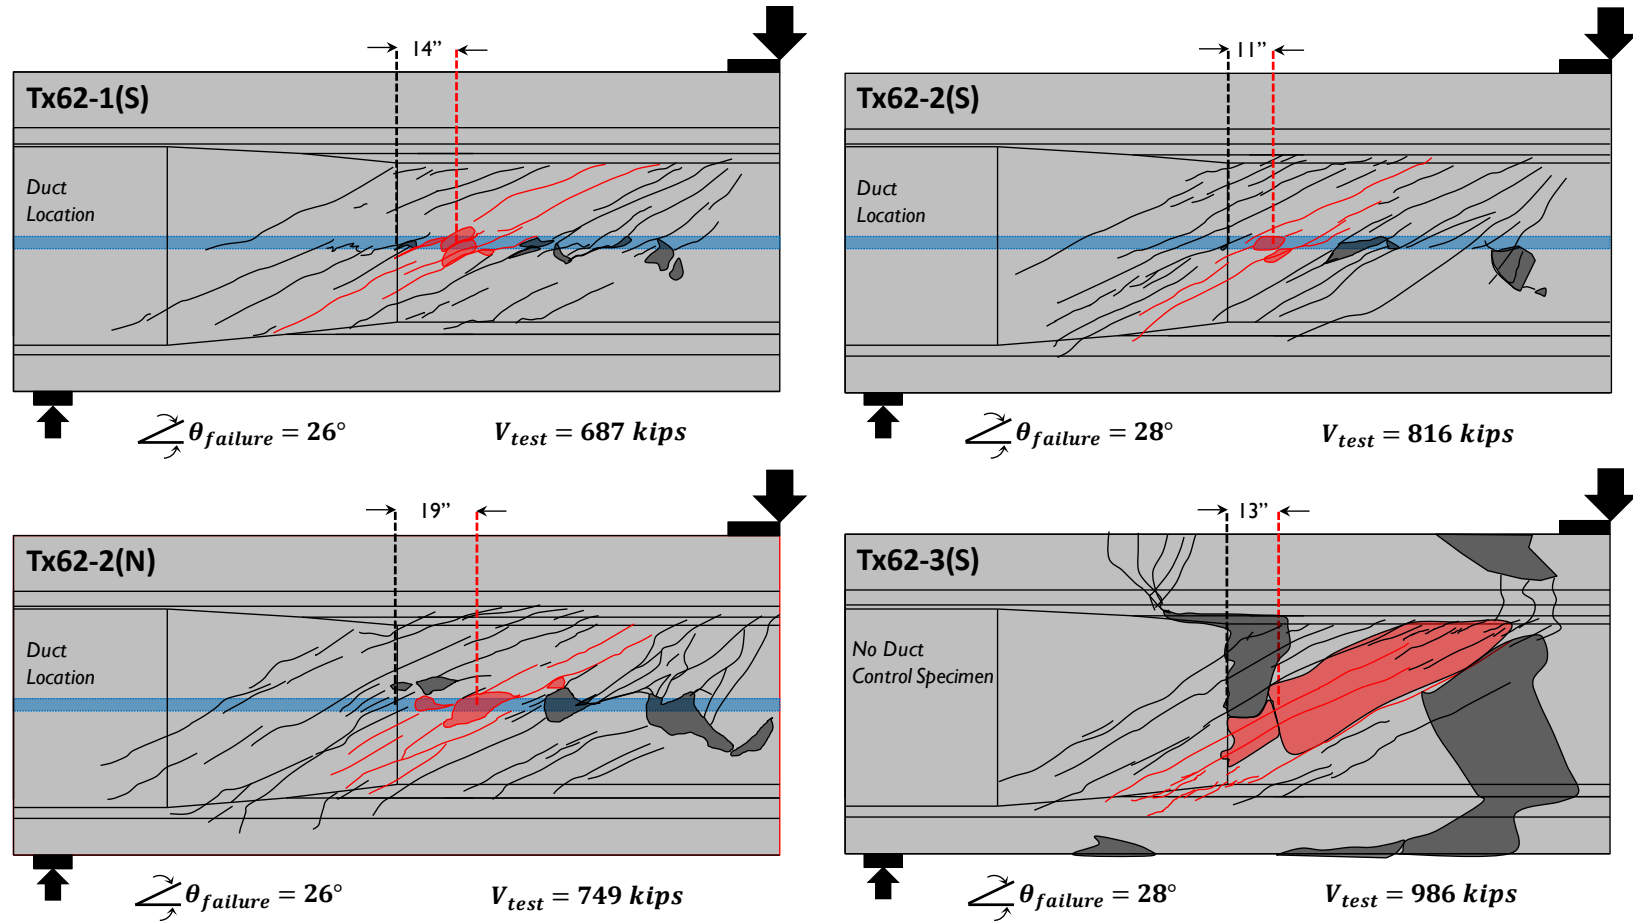 14”
Tx62-1(S)
Duct
Location
θfailure = 26°
Vtest = 687 kips
11”
Tx62-2(S)
Duct
Location
θfailure = 28°
Vtest = 816 kips
19”
Tx62-2(N)
Duct
Location
θfailure = 26°
Vtest = 749 kips
13”
Tx62-3(S)
No Duct
Control Specimen
θfailure = 28°
Vtest = 986 kips